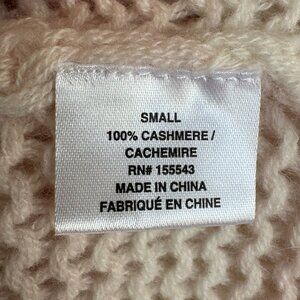 SMALL
100% CASHMERE /
CACHEMIRE
RN# 155543
MADE IN CHINA
FABRIQUÉ EN CHINE